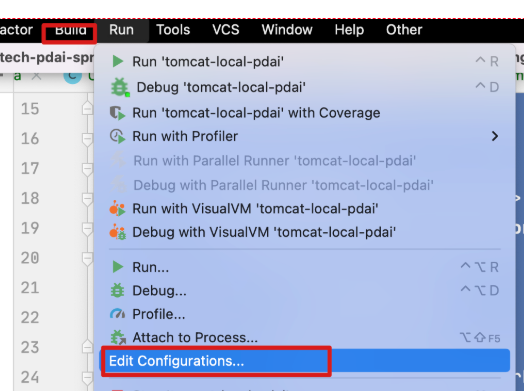 actor Build Run Tools VCS Window Help Other
tech-pdai-spr
a
Run 'tomcat-local-pdai' ^ R
Debug 'tomcat-local-pdai' ^ D
15
Run 'tomcat-local-pdai' with Coverage
16
Run with Profiler
17
Run with Parallel Runner 'tomcat-local-pdai'
Debug with Parallel Runner 'tomcat-local-pdai'
18
Run with VisualVM 'tomcat-local-pdai'
19
Debug with VisualVM 'tomcat-local-pdai'
20
Run... ^⌥R
21
Debug... ^⌥D
22
Profile...
23
Attach to Process... ⌥⇧F5
Edit Configurations...
24